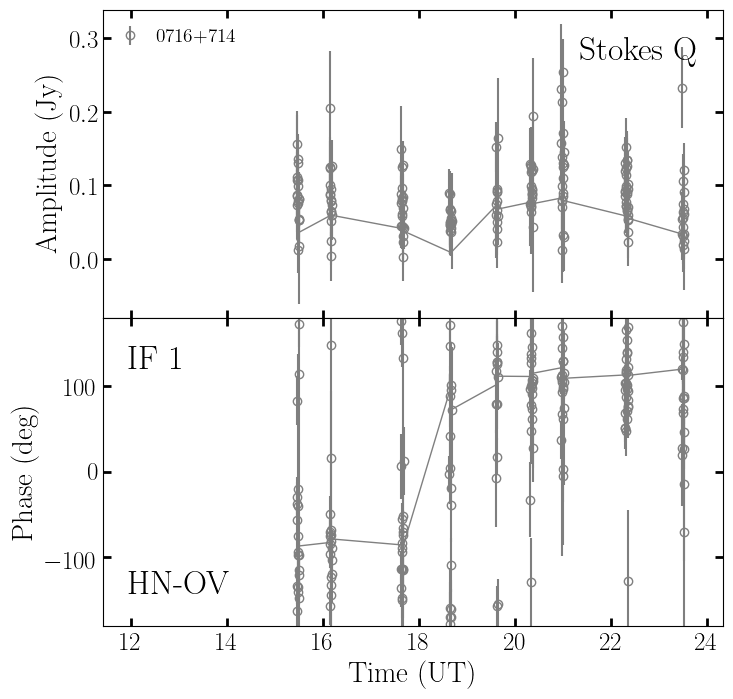 0716+714
Stokes Q
0.3
0.2
0.1
0.0
Amplitude (Jy)
IF 1
100
0
−100
Phase (deg)
HN-OV
12 14 16 18 20 22 24
Time (UT)